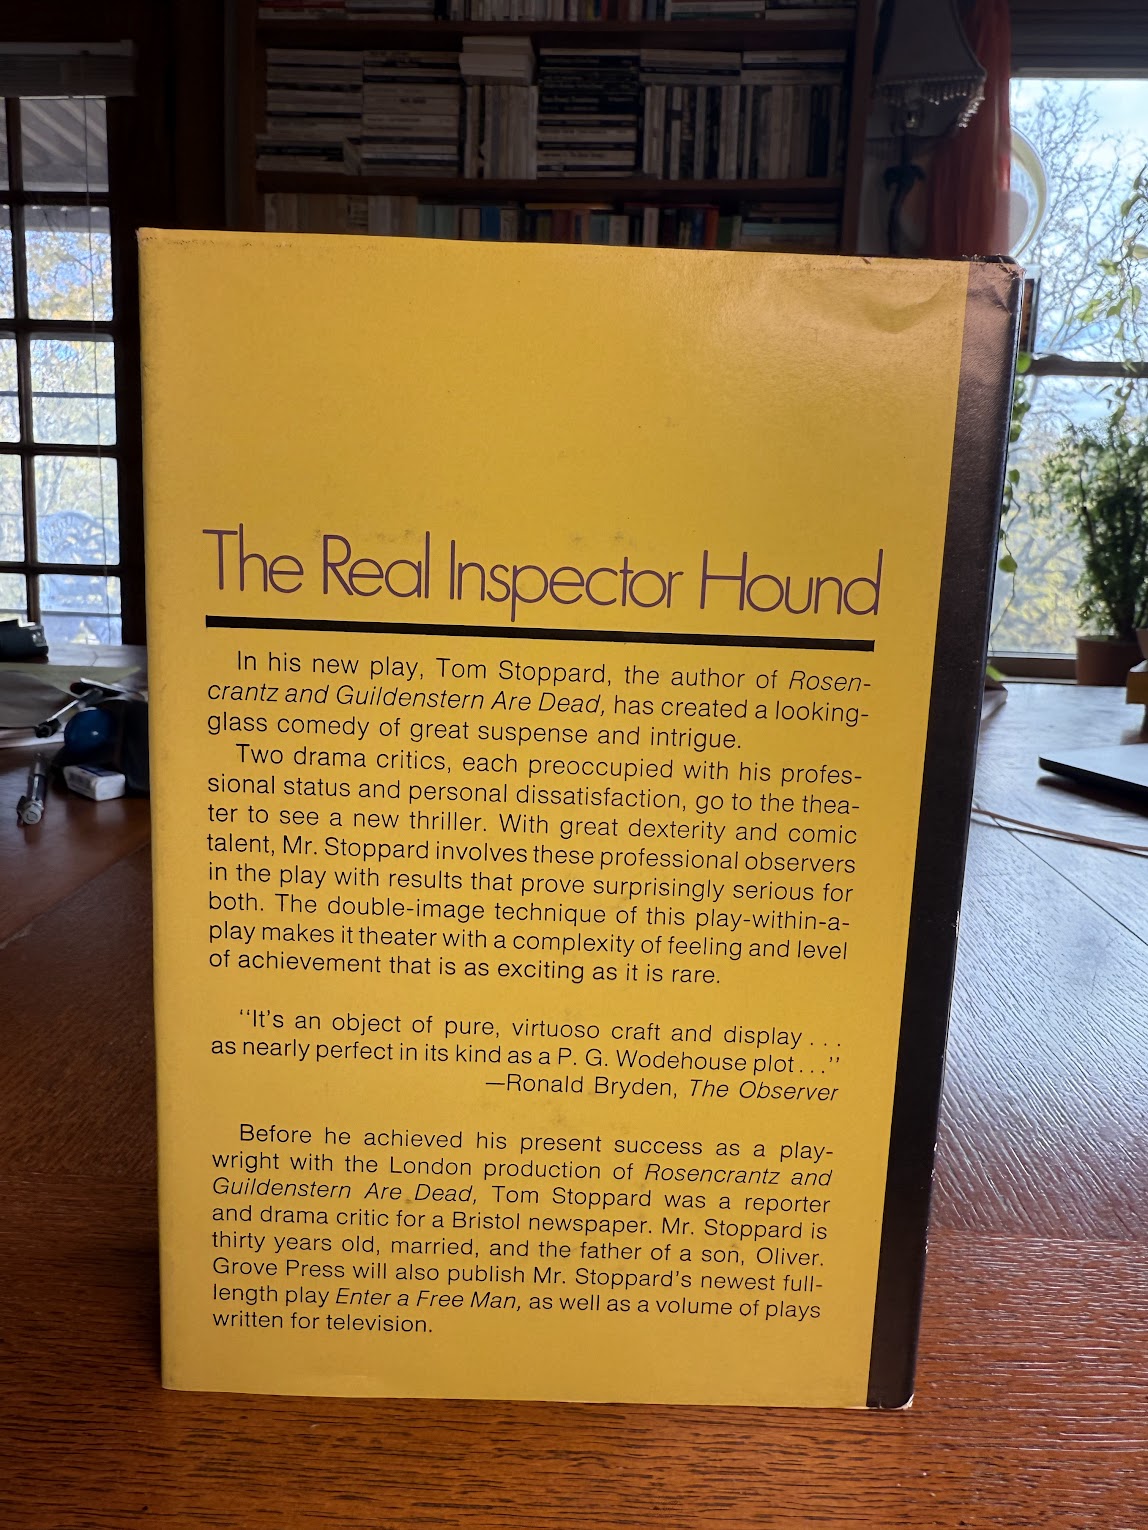 The Real Inspector Hound
In his new play, Tom Stoppard, the author of Rosen-
crantz and Guildenstern Are Dead, has created a looking-
glass comedy of great suspense and intrigue.
Two drama critics, each preoccupied with his profes-
sional status and personal dissatisfaction, go to the thea-
ter to see a new thriller. With great dexterity and comic
talent, Mr. Stoppard involves these professional observers
in the play with results that prove surprisingly serious for
both. The double-image technique of this play-within-a-
play makes it theater with a complexity of feeling and level
of achievement that is as exciting as it is rare.
"It's an object of pure, virtuoso craft and display . . .
as nearly perfect in its kind as a P. G. Wodehouse plot . . ."
—Ronald Bryden, The Observer
Before he achieved his present success as a play-
wright with the London production of Rosencrantz and
Guildenstern Are Dead, Tom Stoppard was a reporter
and drama critic for a Bristol newspaper. Mr. Stoppard is
thirty years old, married, and the father of a son, Oliver.
Grove Press will also publish Mr. Stoppard's newest full-
length play Enter a Free Man, as well as a volume of plays
written for television.